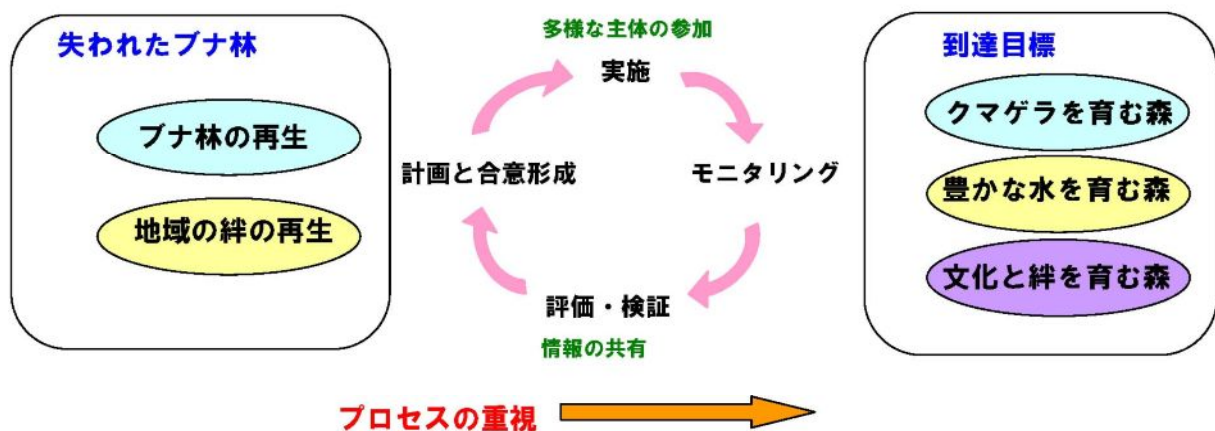 失われたブナ林
ブナ林の再生
地域の絆の再生
多様な主体の参加
実施
計画と合意形成
モニタリング
評価・検証
情報の共有
到達目標
クマゲラを育む森
豊かな水を育む森
文化と絆を育む森
プロセスの重視